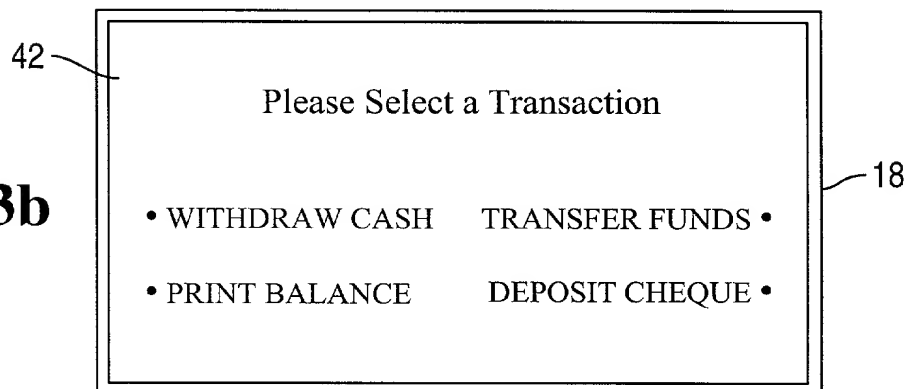 42
Please Select a Transaction
18
3b
• WITHDRAW CASH TRANSFER FUNDS •
• PRINT BALANCE DEPOSIT CHEQUE •